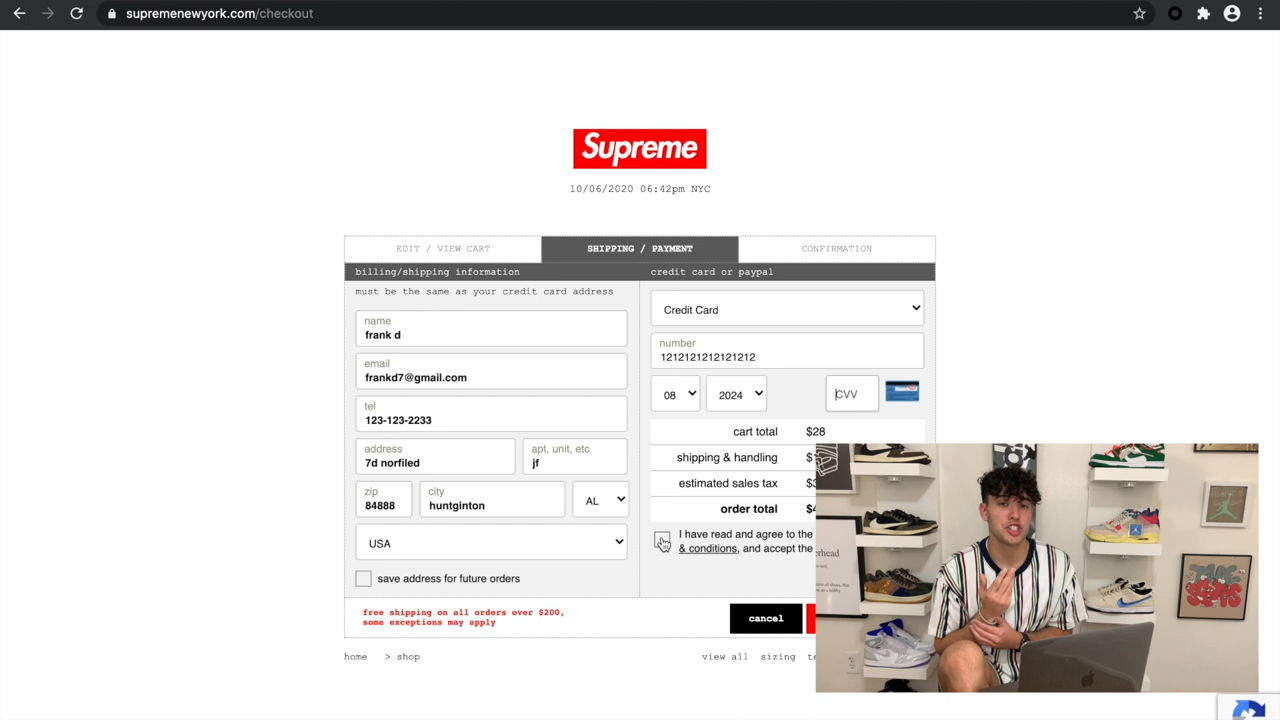 supremenewyork.com/checkout
Supreme
10/06/2020 06:42pm NYC
EDIT / VIEW CART
SHIPPING / PAYMENT
CONFIRMATION
billing/shipping information
credit card or paypal
must be the same as your credit card address
name
frank d
email
frankd7@gmail.com
tel
123-123-2233
address
7d norfiled
apt, unit, etc
jf
zip
84888
city
huntginton
AL
USA
save address for future orders
Credit Card
number
1212121212121212
08
2024
CVV
cart total $28
shipping & handling
estimated sales tax
order total
I have read and agree to the
& conditions, and accept the
free shipping on all orders over $200,
some exceptions may apply
cancel
home > shop
view all sizing